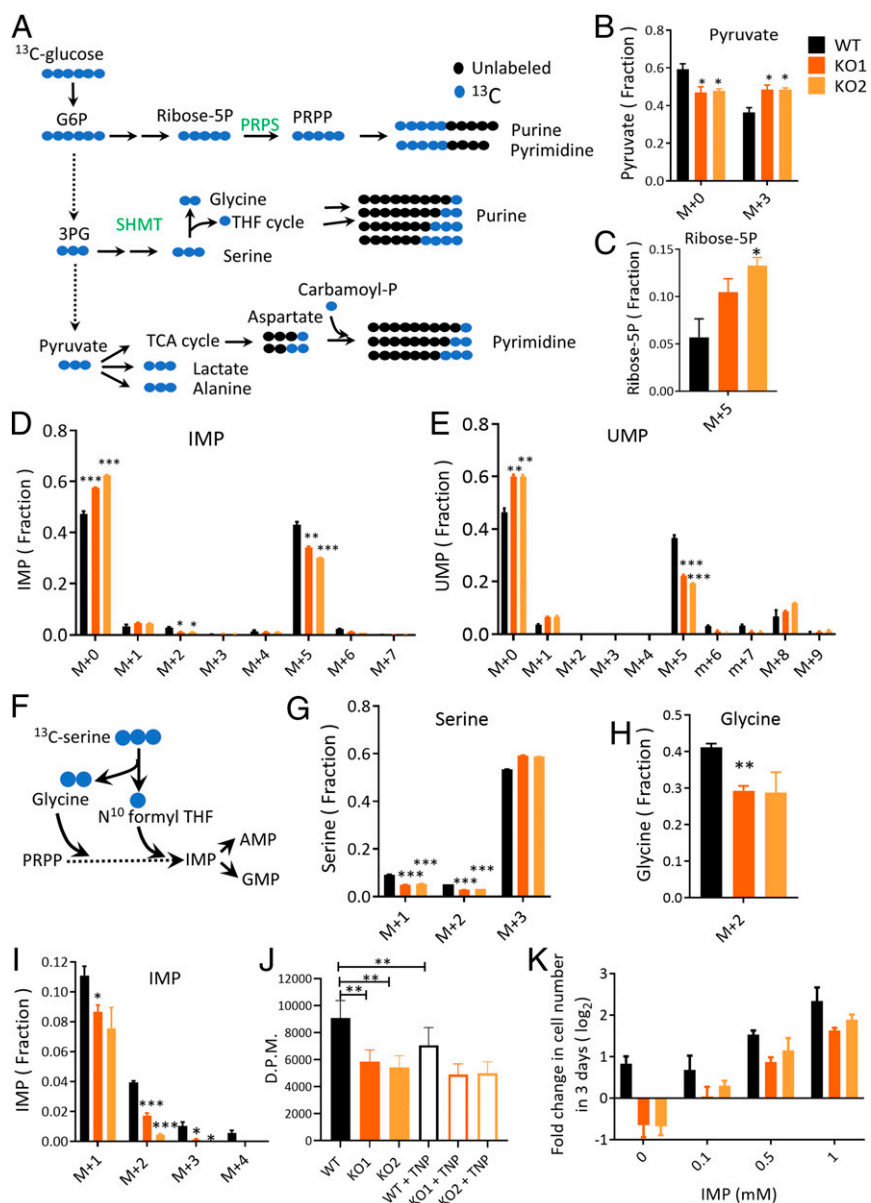 A
13C-glucose
Unlabeled
13C
G6P
Ribose-5P
PRPS
PRPP
Purine
Pyrimidine
3PG
SHMT
Glycine
THF cycle
Serine
Purine
Carbamoyl-P
Aspartate
Pyruvate
TCA cycle
Lactate
Alanine
Pyrimidine
B
Pyruvate
WT
KO1
KO2
Pyruvate ( Fraction )
0.8
0.6
0.4
0.2
0.0
* * * *
M+0 M+3
C
Ribose-5P
Ribose-5P ( Fraction )
0.15
0.10
0.05
0.00
*
M+5
D
IMP
IMP ( Fraction )
0.8
0.6
0.4
0.2
0.0
*** *** * * ** ***
M+0 M+1 M+2 M+3 M+4 M+5 M+6 M+7
E
UMP
UMP ( Fraction )
0.8
0.6
0.4
0.2
0.0
** ** *** ***
M+0 M+1 M+2 M+3 M+4 M+5 m+6 m+7 M+8 M+9
F
13C-serine
Glycine
N10 formyl THF
PRPP
IMP
AMP
GMP
G
Serine
Serine ( Fraction )
0.8
0.6
0.4
0.2
0.0
*** *** *** ***
M+1 M+2 M+3
H
Glycine
Glycine ( Fraction )
0.5
0.4
0.3
0.2
0.1
0.0
**
M+2
I
IMP
IMP ( Fraction )
0.12
0.10
0.08
0.06
0.04
0.02
0.00
* *** *** * *
M+1 M+2 M+3 M+4
J
D.P.M.
12000
10000
8000
6000
4000
2000
0
**
**
**
WT KO1 KO2 WT + TNP KO1 + TNP KO2 + TNP
K
Fold change in cell number
in 3 days ( log2)
3
2
1
0
-1
0 0.1 0.5 1
IMP (mM)